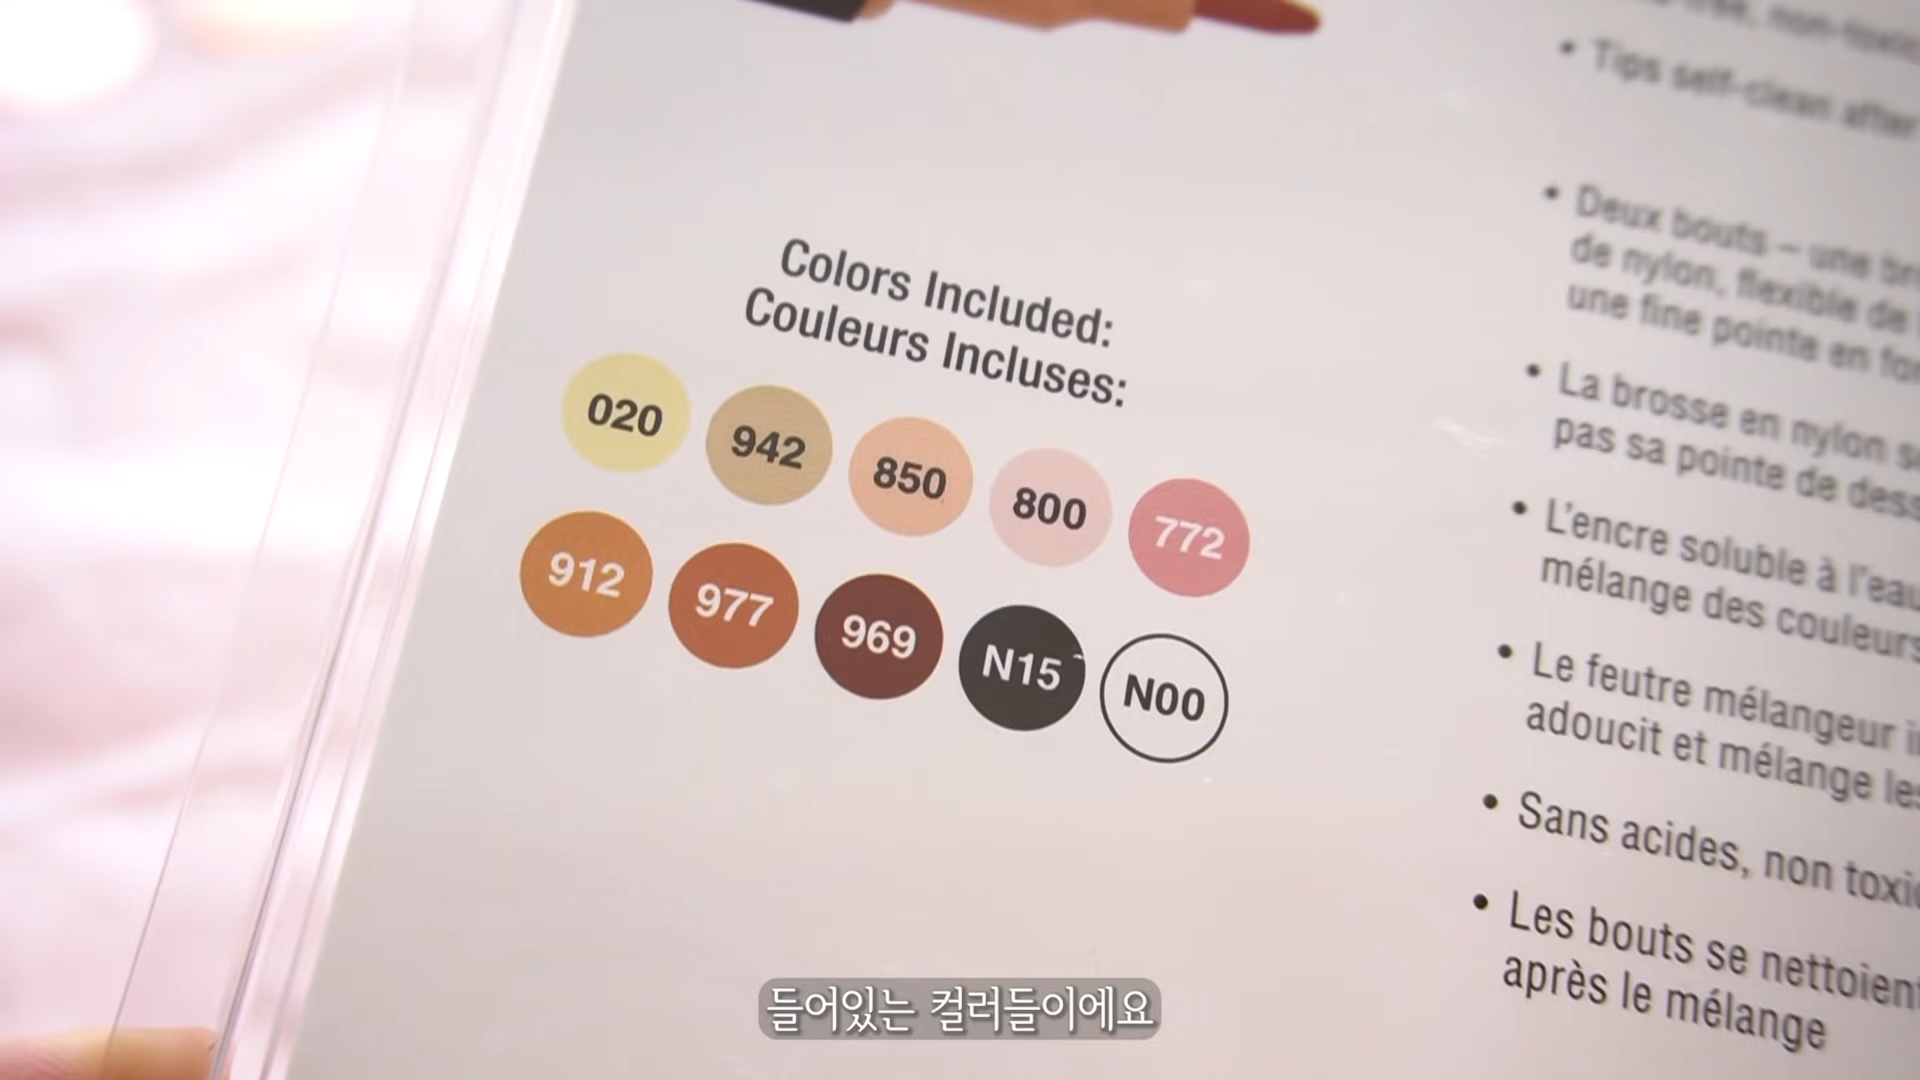 non-toxic
• Tips self-clean after
Colors Included:
Couleurs Incluses:
020 942 850 800 772
912 977 969 N15 N00
• Deux bouts – une
de nylon, flexible de
une fine pointe en
• La brosse en nylon
pas sa pointe de
• L'encre soluble à l'eau
mélange des couleurs
• Le feutre mélangeur
adoucit et mélange
• Sans acides, non
• Les bouts se nettoient
après le mélange
들어있는 컬러들이에요